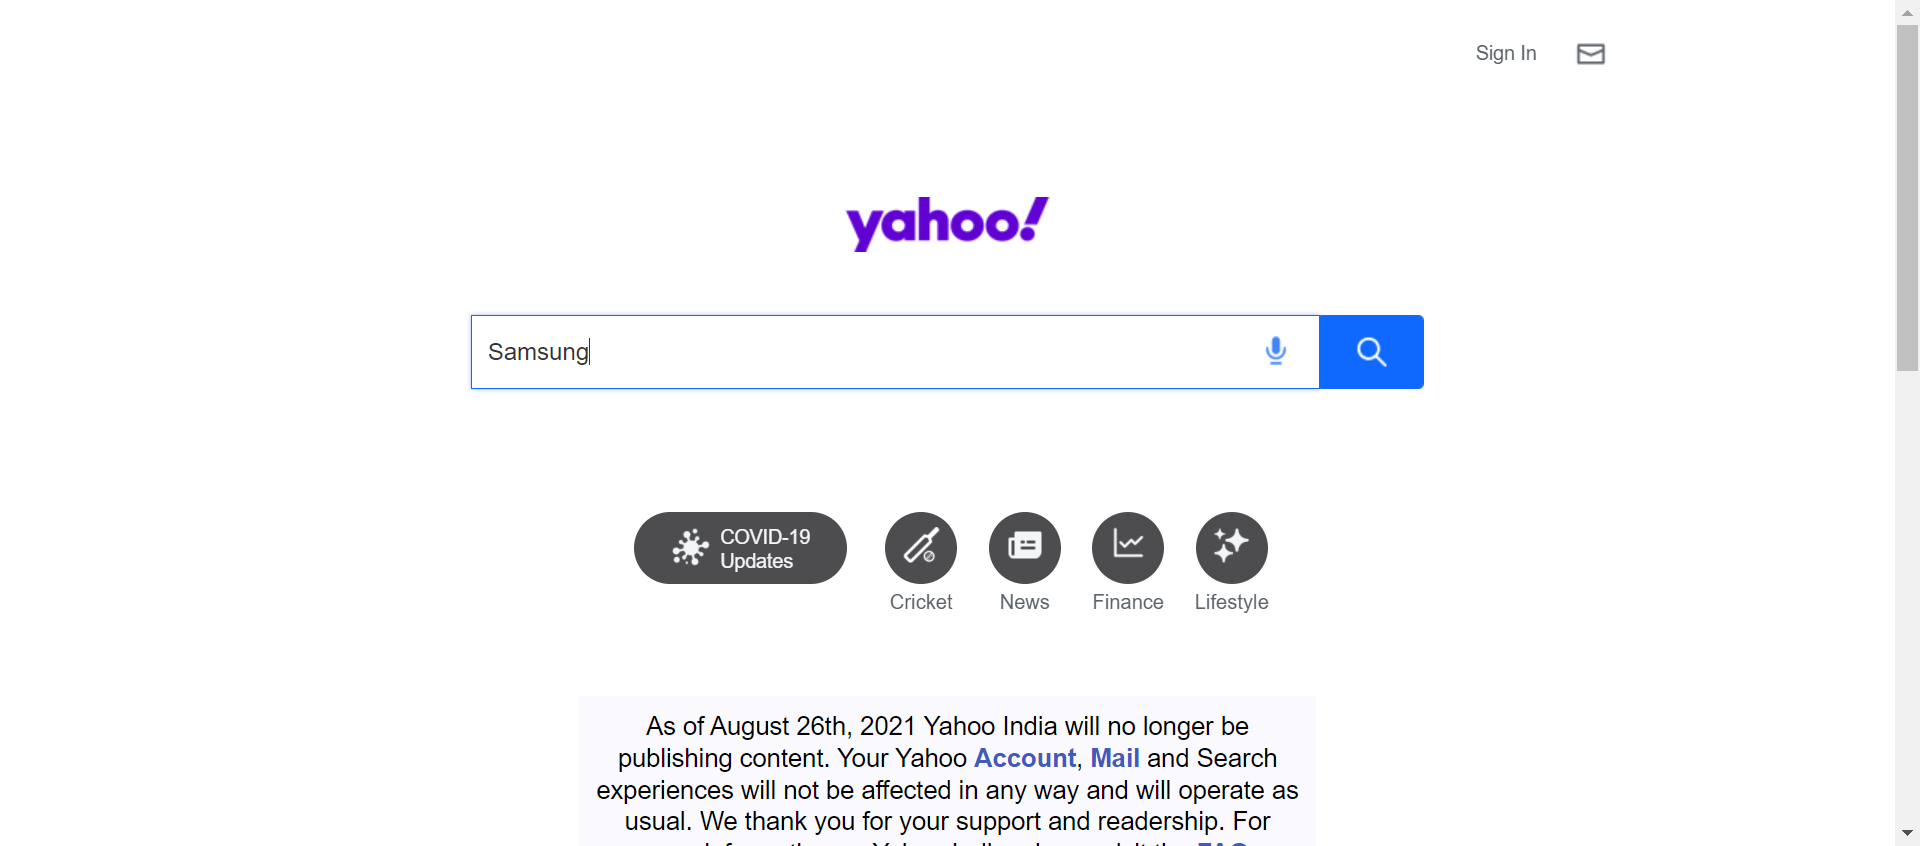 Sign In
yahoo!
Samsung
COVID-19
Updates
Cricket
News
Finance
Lifestyle
As of August 26th, 2021 Yahoo India will no longer be
publishing content. Your Yahoo Account, Mail and Search
experiences will not be affected in any way and will operate as
usual. We thank you for your support and readership. For